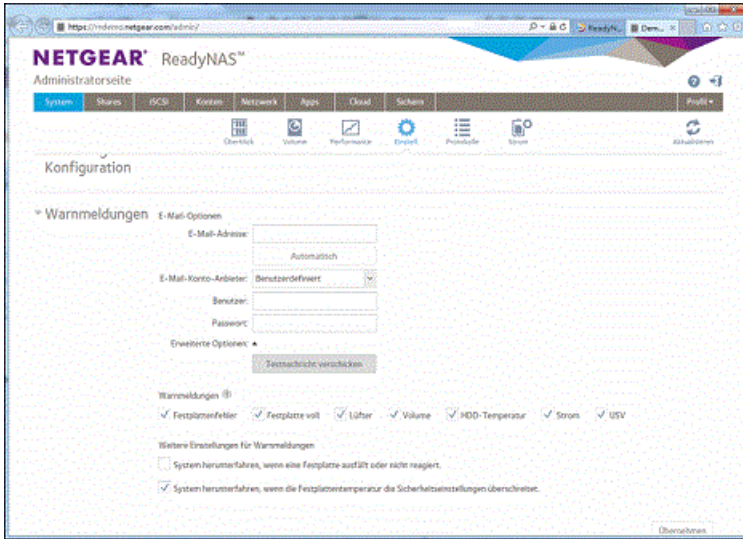 https://rndemo.netgear.com/admin/
ReadyN...
Dem...
NETGEAR® ReadyNAS™
Administratorseite
System Shares iSCSI Konten Netzwerk Apps Cloud Sichern Profil
Überblick Volume Performance Einstell Protokolle Strom Aktualisieren
Konfiguration
Warnmeldungen
E-Mail-Optionen
E-Mail-Adresse:
Automatisch
E-Mail-Konto-Anbieter: Benutzerdefiniert
Benutzer:
Passwort:
Erweiterte Optionen:
Testnachricht verschicken
Warnmeldungen
Festplattenfehler Festplatte voll Lüfter Volume HDD-Temperatur Strom USV
Weitere Einstellungen für Warnmeldungen
System herunterfahren, wenn eine Festplatte ausfällt oder nicht reagiert.
System herunterfahren, wenn die Festplattentemperatur die Sicherheitseinstellungen überschreitet.
Übernehmen